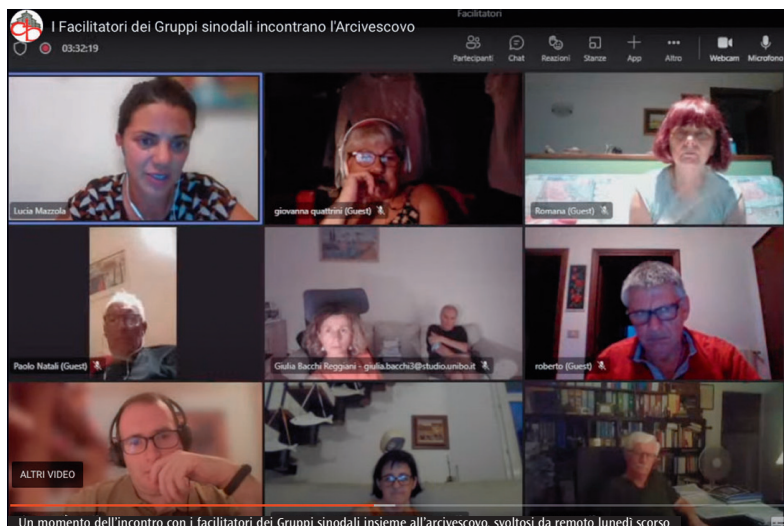 Facilitatori
I Facilitatori dei Gruppi sinodali incontrano l'Arcivescovo
03:32:19
Partecipanti Chat Reazioni Stanze App Altro Webcam Microfono
Lucia Mazzola
giovanna quattrini (Guest)
Romana (Guest)
Paolo Natali (Guest)
Giulia Bacchi Reggiani - giulia.bacchi3@studio.unibo.it
roberto (Guest)
ALTRI VIDEO
Un momento dell'incontro con i facilitatori dei Gruppi sinodali insieme all'arcivescovo, svoltosi da remoto lunedì scorso